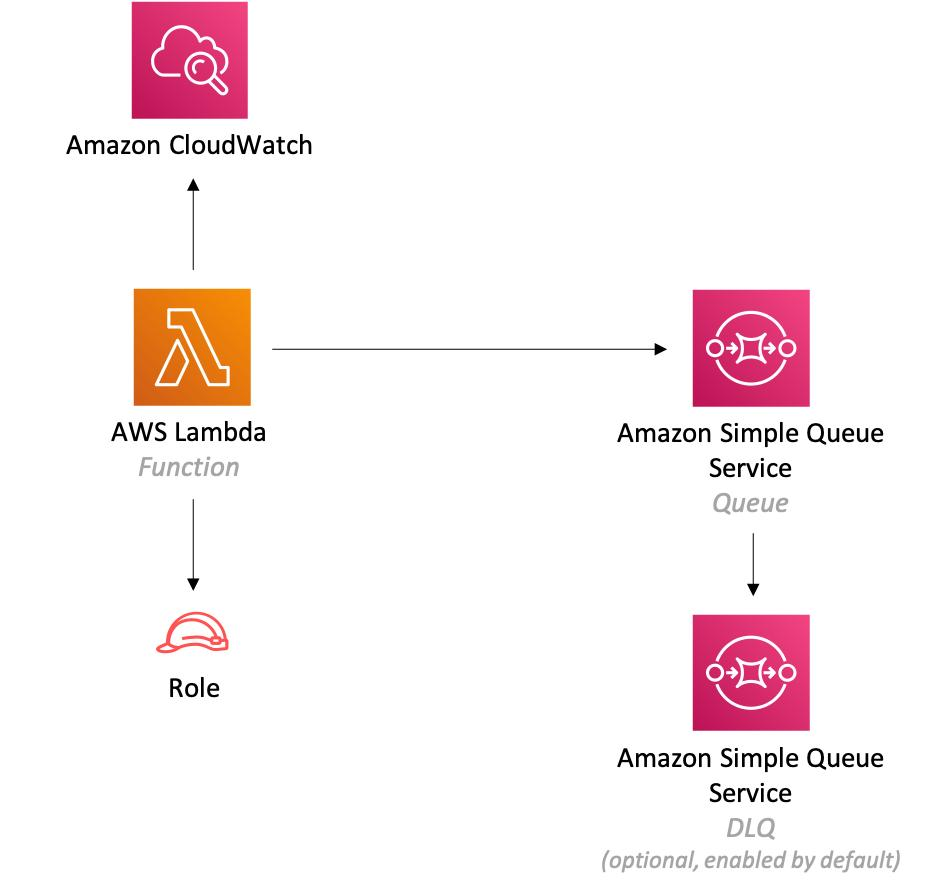 Amazon CloudWatch
AWS Lambda
Function
Amazon Simple Queue
Service
Queue
Role
Amazon Simple Queue
Service
DLQ
(optional, enabled by default)